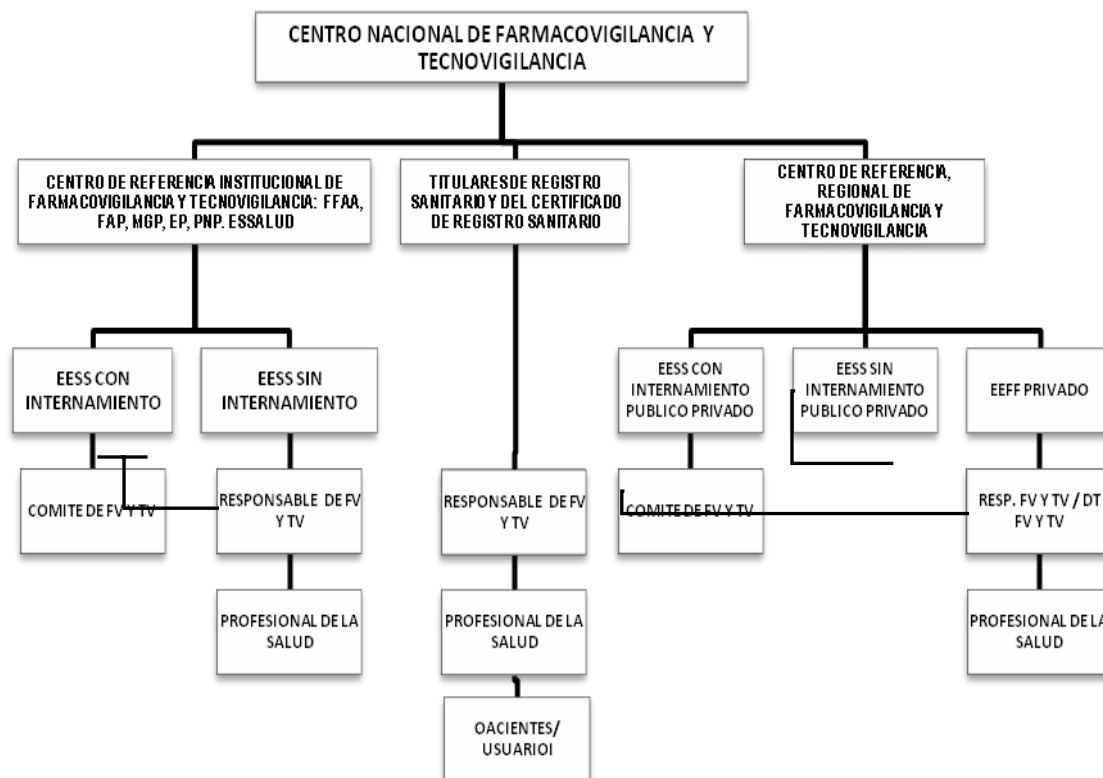 CENTRO NACIONAL DE FARMACOVIGILANCIA Y
TECNOVIGILANCIA
CENTRO DE REFERENCIA INSTITUCIONAL DE
FARMACOVIGILANCIA Y TECNOVIGILANCIA: FFAA,
FAP, MGP, EP, PNP. ESSALUD
TITULARES DE REGISTRO
SANITARIO Y DEL CERTIFICADO
DE REGISTRO SANITARIO
CENTRO DE REFERENCIA,
REGIONAL DE
FARMACOVIGILANCIA Y
TECNOVIGILANCIA
EESS CON
INTERNAMIENTO
EESS SIN
INTERNAMIENTO
EESS CON
INTERNAMIENTO
PUBLICO PRIVADO
EESS SIN
INTERNAMIENTO
PUBLICO PRIVADO
EEFF PRIVADO
COMITE DE FV Y TV
RESPONSABLE DE FV
Y TV
RESPONSABLE DE FV
Y TV
COMITE DE FV Y TV
RESP. FV Y TV / DT
FV Y TV
PROFESIONAL DE LA
SALUD
PROFESIONAL DE LA
SALUD
PROFESIONAL DE LA
SALUD
OACIENTES/
USUARIOI